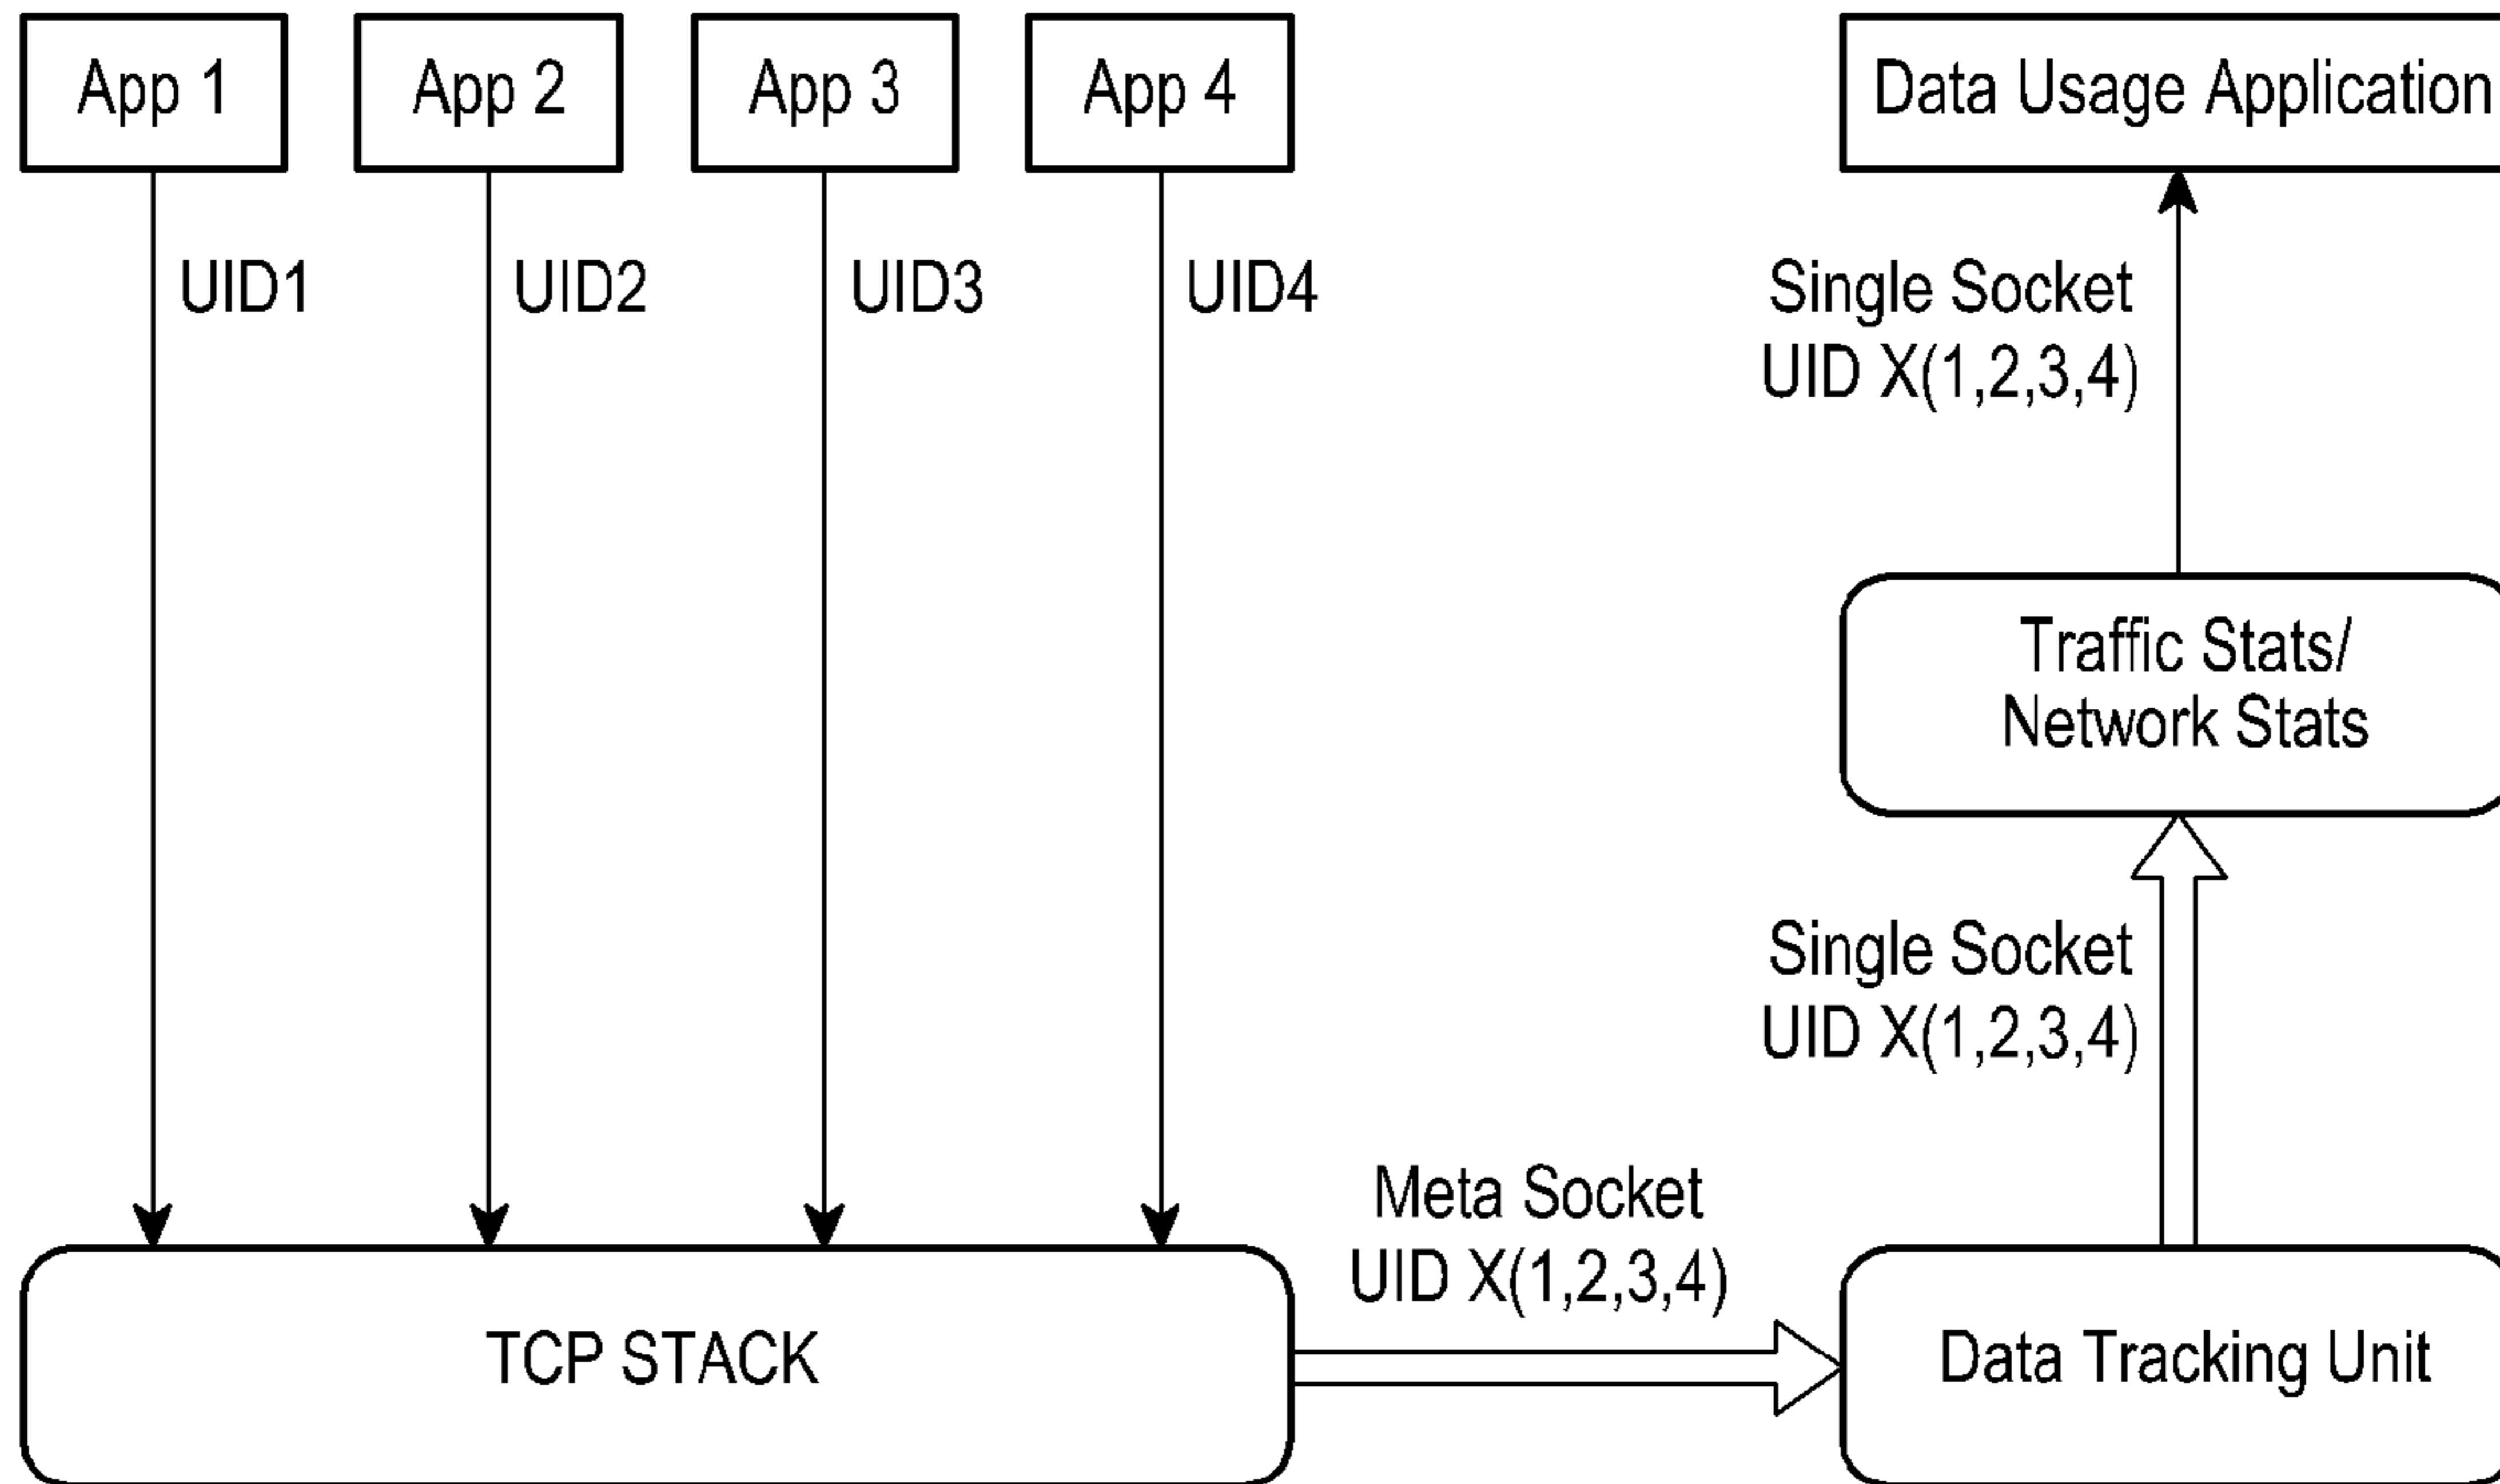 App 1
App 2
App 3
App 4
Data Usage Application
UID1
UID2
UID3
UID4
Single Socket
UID X(1,2,3,4)
Traffic Stats/
Network Stats
Single Socket
UID X(1,2,3,4)
Meta Socket
UID X(1,2,3,4)
TCP STACK
Data Tracking Unit